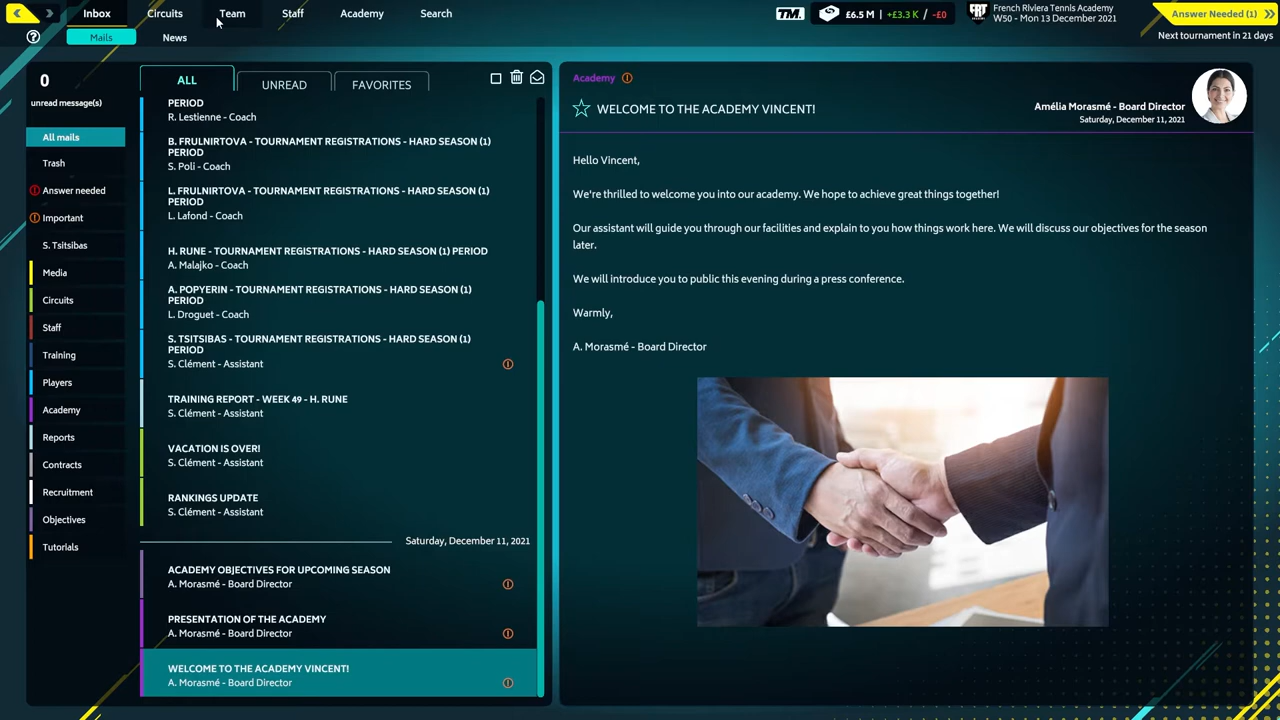 Inbox
Circuits
Team
Staff
Academy
Search
TM.
£6.5 M | +£3.3 K / -£0
French Riviera Tennis Academy
W50 - Mon 13 December 2021
Answer Needed (1)
Mails
News
Next tournament in 21 days
0
unread message(s)
All mails
Trash
Answer needed
Important
S. Tsitsibas
Media
Circuits
Staff
Training
Players
Academy
Reports
Contracts
Recruitment
Objectives
Tutorials
ALL
UNREAD
FAVORITES
PERIOD
R. Lestienne - Coach
B. FRULNIRTOVA - TOURNAMENT REGISTRATIONS - HARD SEASON (1)
PERIOD
S. Poli - Coach
L. FRULNIRTOVA - TOURNAMENT REGISTRATIONS - HARD SEASON (1)
PERIOD
L. Lafond - Coach
H. RUNE - TOURNAMENT REGISTRATIONS - HARD SEASON (1) PERIOD
A. Malajko - Coach
A. POPYERIN - TOURNAMENT REGISTRATIONS - HARD SEASON (1)
PERIOD
L. Droguet - Coach
S. TSITSIBAS - TOURNAMENT REGISTRATIONS - HARD SEASON (1)
PERIOD
S. Clément - Assistant
TRAINING REPORT - WEEK 49 - H. RUNE
S. Clément - Assistant
VACATION IS OVER!
S. Clément - Assistant
RANKINGS UPDATE
S. Clément - Assistant
Saturday, December 11, 2021
ACADEMY OBJECTIVES FOR UPCOMING SEASON
A. Morasmé - Board Director
PRESENTATION OF THE ACADEMY
A. Morasmé - Board Director
WELCOME TO THE ACADEMY VINCENT!
A. Morasmé - Board Director
Academy
WELCOME TO THE ACADEMY VINCENT!
Amélia Morasmé - Board Director
Saturday, December 11, 2021
Hello Vincent,
We're thrilled to welcome you into our academy. We hope to achieve great things together!
Our assistant will guide you through our facilities and explain to you how things work here. We will discuss our objectives for the season
later.
We will introduce you to public this evening during a press conference.
Warmly,
A. Morasmé - Board Director